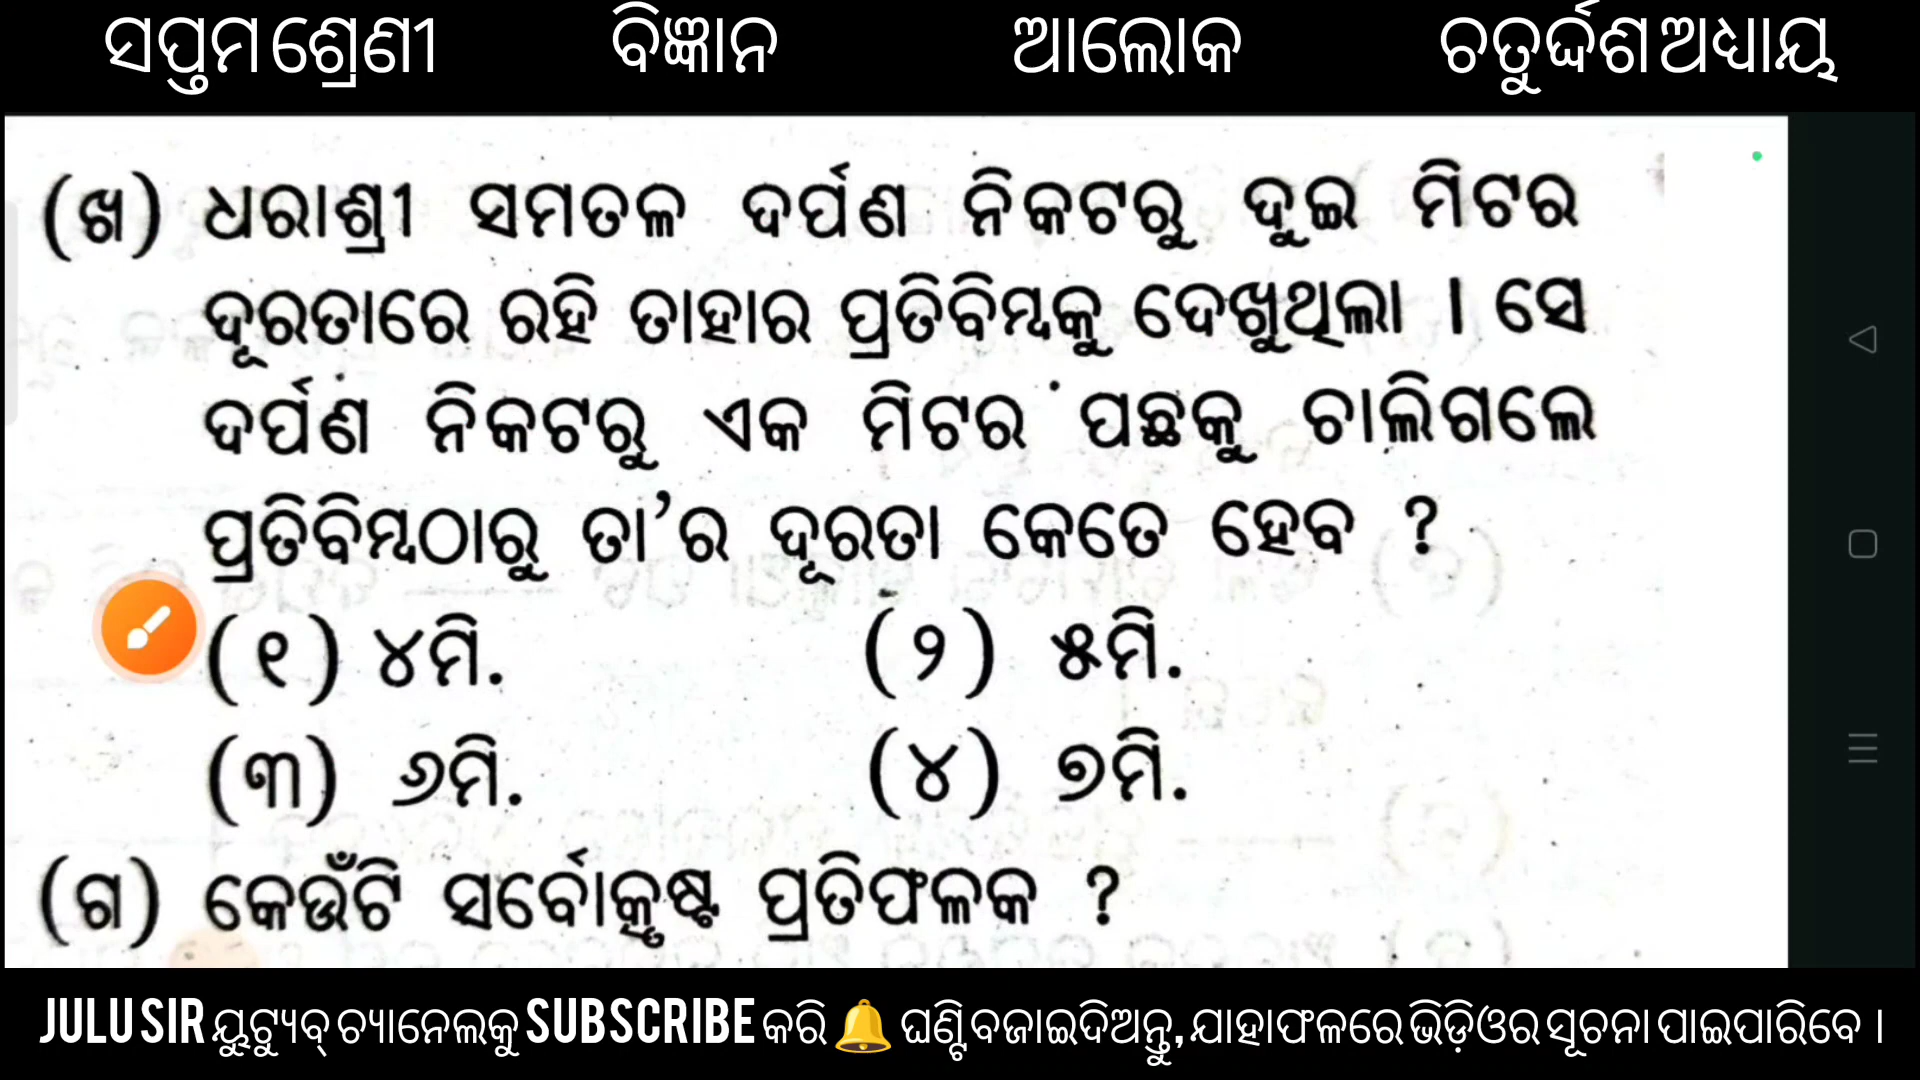 ସପ୍ତମ ଶ୍ରେଣୀ ବିଜ୍ଞାନ ଆଲୋକ ଚତୁର୍ଦ୍ଦଶ ଅଧ୍ୟାୟ
(ଖ) ଧରାଶ୍ରୀ ସମତଳ ଦର୍ପଣ ନିକଟରୁ ଦୁଇ ମିଟର
ଦୂରତାରେ ରହି ତାହାର ପ୍ରତିବିମ୍ବକୁ ଦେଖୁଥିଲା । ସେ
ଦର୍ପଣ ନିକଟରୁ ଏକ ମିଟର ପଛକୁ ଚାଲିଗଲେ
ପ୍ରତିବିମ୍ବଠାରୁ ତା’ର ଦୂରତା କେତେ ହେବ ?
(୧) ୪ମି. (୨) ୫ମି.
(୩) ୬ମି. (୪) ୭ମି.
(ଗ) କେଉଁଟି ସର୍ବୋତ୍କୃଷ୍ଟ ପ୍ରତିଫଳକ ?
JULU SIR ୟୁଟ୍ୟୁବ୍ ଚ୍ୟାନେଲକୁ SUBSCRIBE କରି 🔔 ଘଣ୍ଟି ବଜାଇଦିଅନ୍ତୁ, ଯାହାଫଳରେ ଭିଡ଼ିଓର ସୂଚନା ପାଇପାରିବେ ।